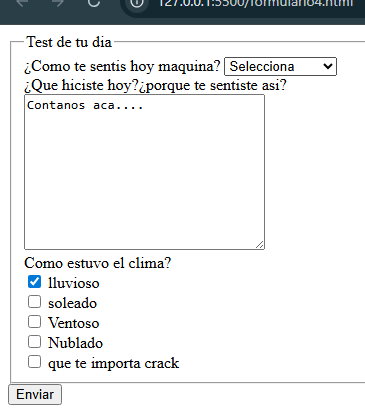 127.0.0.1:5500/formulario4.html
Test de tu dia
¿Como te sentis hoy maquina? Selecciona
¿Que hiciste hoy?¿porque te sentiste asi?
Contanos aca....
Como estuvo el clima?
lluvioso
soleado
Ventoso
Nublado
que te importa crack
Enviar